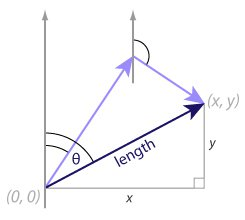 (x, y)
θ
length
y
(0, 0)
x